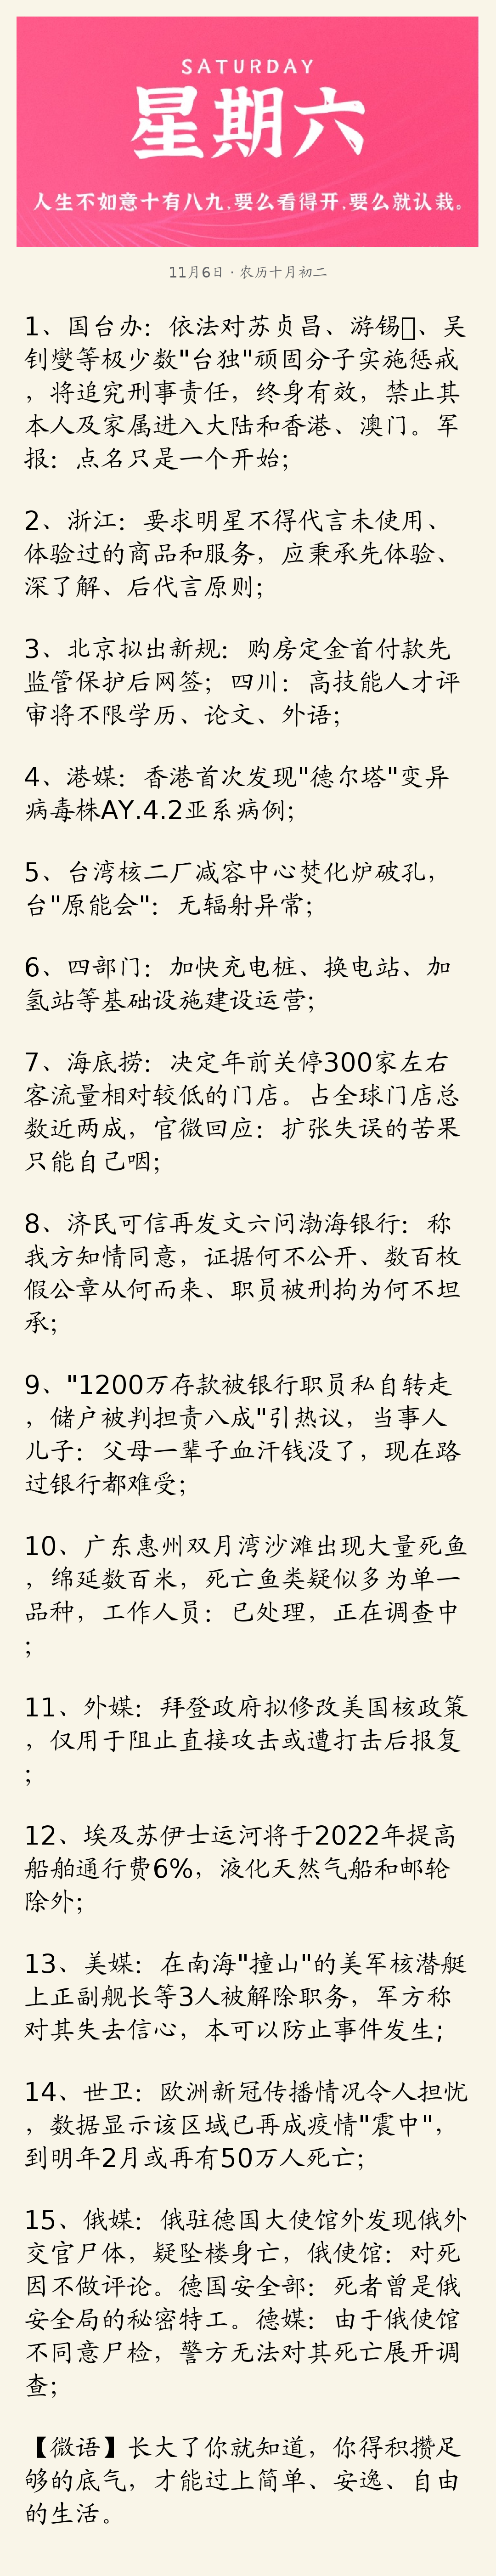 SATURDAY
星期六
人生不如意十有八九,要么看得开,要么就认栽。
11月6日·农历十月初二
1、国台办：依法对苏贞昌、游锡▯、吴
钊燮等极少数"台独"顽固分子实施惩戒
，将追究刑事责任，终身有效，禁止其
本人及家属进入大陆和香港、澳门。军
报：点名只是一个开始；
2、浙江：要求明星不得代言未使用、
体验过的商品和服务，应秉承先体验、
深了解、后代言原则；
3、北京拟出新规：购房定金首付款先
监管保护后网签；四川：高技能人才评
审将不限学历、论文、外语；
4、港媒：香港首次发现"德尔塔"变异
病毒株AY.4.2亚系病例；
5、台湾核二厂减容中心焚化炉破孔，
台"原能会"：无辐射异常；
6、四部门：加快充电桩、换电站、加
氢站等基础设施建设运营；
7、海底捞：决定年前关停300家左右
客流量相对较低的门店。占全球门店总
数近两成，官微回应：扩张失误的苦果
只能自己咽；
8、济民可信再发文六问渤海银行：称
我方知情同意，证据何不公开、数百枚
假公章从何而来、职员被刑拘为何不坦
承；
9、"1200万存款被银行职员私自转走
，储户被判担责八成"引热议，当事人
儿子：父母一辈子血汗钱没了，现在路
过银行都难受；
10、广东惠州双月湾沙滩出现大量死鱼
，绵延数百米，死亡鱼类疑似多为单一
品种，工作人员：已处理，正在调查中
；
11、外媒：拜登政府拟修改美国核政策
，仅用于阻止直接攻击或遭打击后报复
；
12、埃及苏伊士运河将于2022年提高
船舶通行费6%，液化天然气船和邮轮
除外；
13、美媒：在南海"撞山"的美军核潜艇
上正副舰长等3人被解除职务，军方称
对其失去信心，本可以防止事件发生；
14、世卫：欧洲新冠传播情况令人担忧
，数据显示该区域已再成疫情"震中"，
到明年2月或再有50万人死亡；
15、俄媒：俄驻德国大使馆外发现俄外
交官尸体，疑坠楼身亡，俄使馆：对死
因不做评论。德国安全部：死者曾是俄
安全局的秘密特工。德媒：由于俄使馆
不同意尸检，警方无法对其死亡展开调
查；
【微语】长大了你就知道，你得积攒足
够的底气，才能过上简单、安逸、自由
的生活。